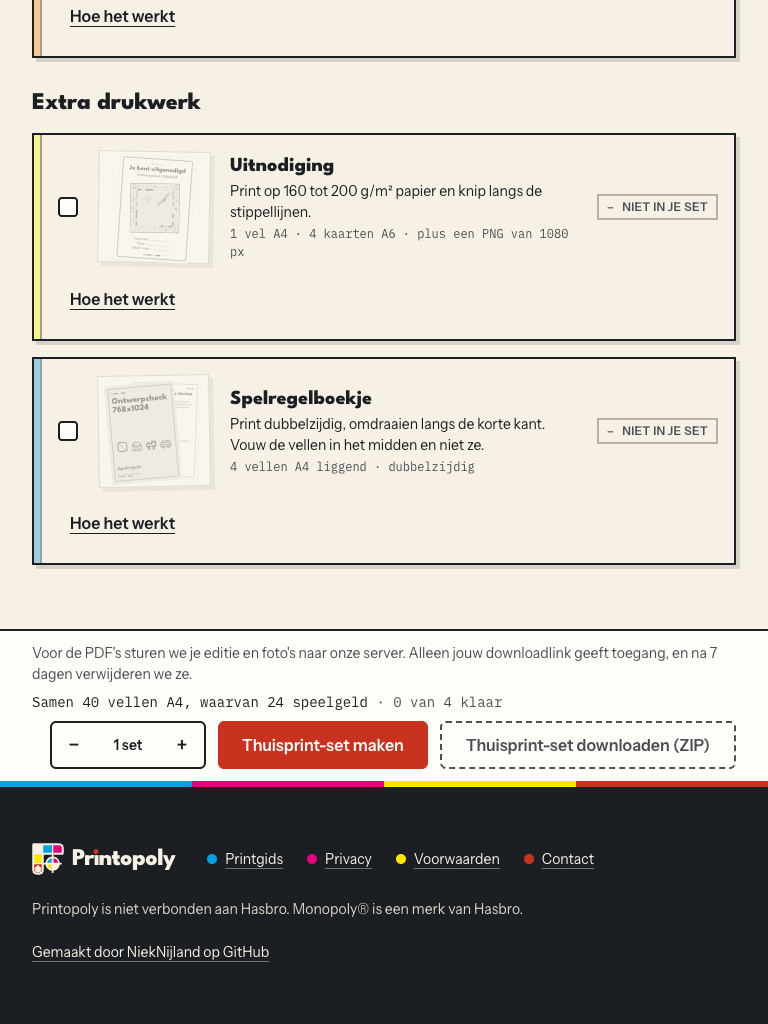 Hoe het werkt
Extra drukwerk
Je bent uitgenodigd
Uitnodiging
Print op 160 tot 200 g/m² papier en knip langs de
stippellijnen.
1 vel A4 · 4 kaarten A6 · plus een PNG van 1080
px
– NIET IN JE SET
Hoe het werkt
Ontwerpcheck
768x1024
Spelregels
Spelregelboekje
Print dubbelzijdig, omdraaien langs de korte kant.
Vouw de vellen in het midden en niet ze.
4 vellen A4 liggend · dubbelzijdig
– NIET IN JE SET
Hoe het werkt
Voor de PDF's sturen we je editie en foto's naar onze server. Alleen jouw downloadlink geeft toegang, en na 7
dagen verwijderen we ze.
Samen 40 vellen A4, waarvan 24 speelgeld · 0 van 4 klaar
− 1 set +
Thuisprint-set maken
Thuisprint-set downloaden (ZIP)
Printopoly
Printgids
Privacy
Voorwaarden
Contact
Printopoly is niet verbonden aan Hasbro. Monopoly® is een merk van Hasbro.
Gemaakt door NiekNijland op GitHub